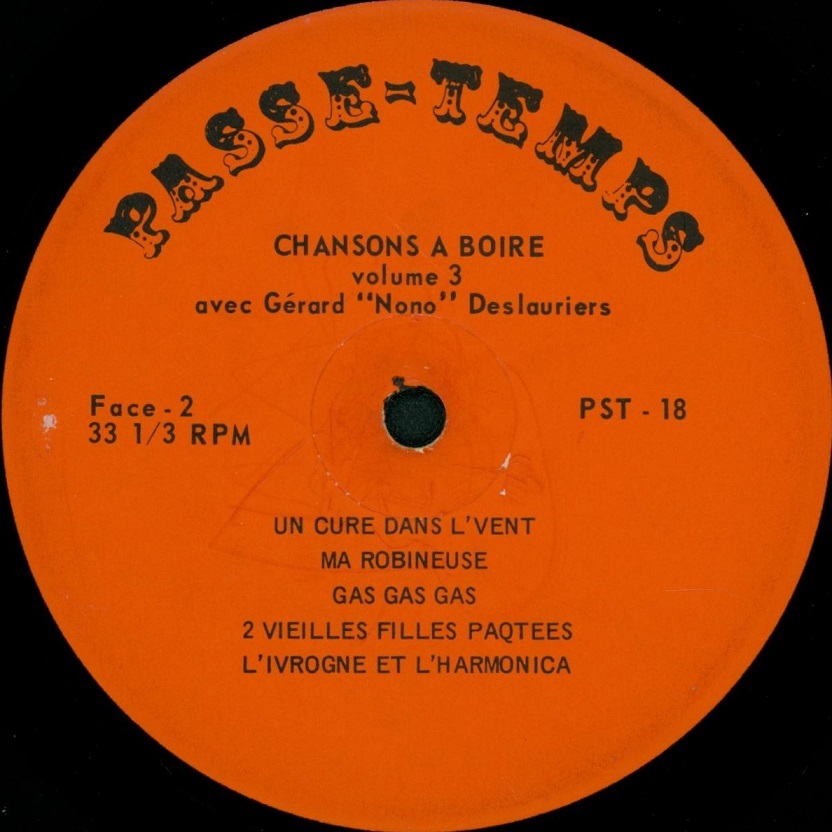 PASSE-TEMPS
CHANSONS A BOIRE
volume 3
avec Gérard "Nono" Deslauriers
Face - 2
33 1/3 RPM
PST - 18
UN CURE DANS L'VENT
MA ROBINEUSE
GAS GAS GAS
2 VIEILLES FILLES PAQTEES
L'IVROGNE ET L'HARMONICA